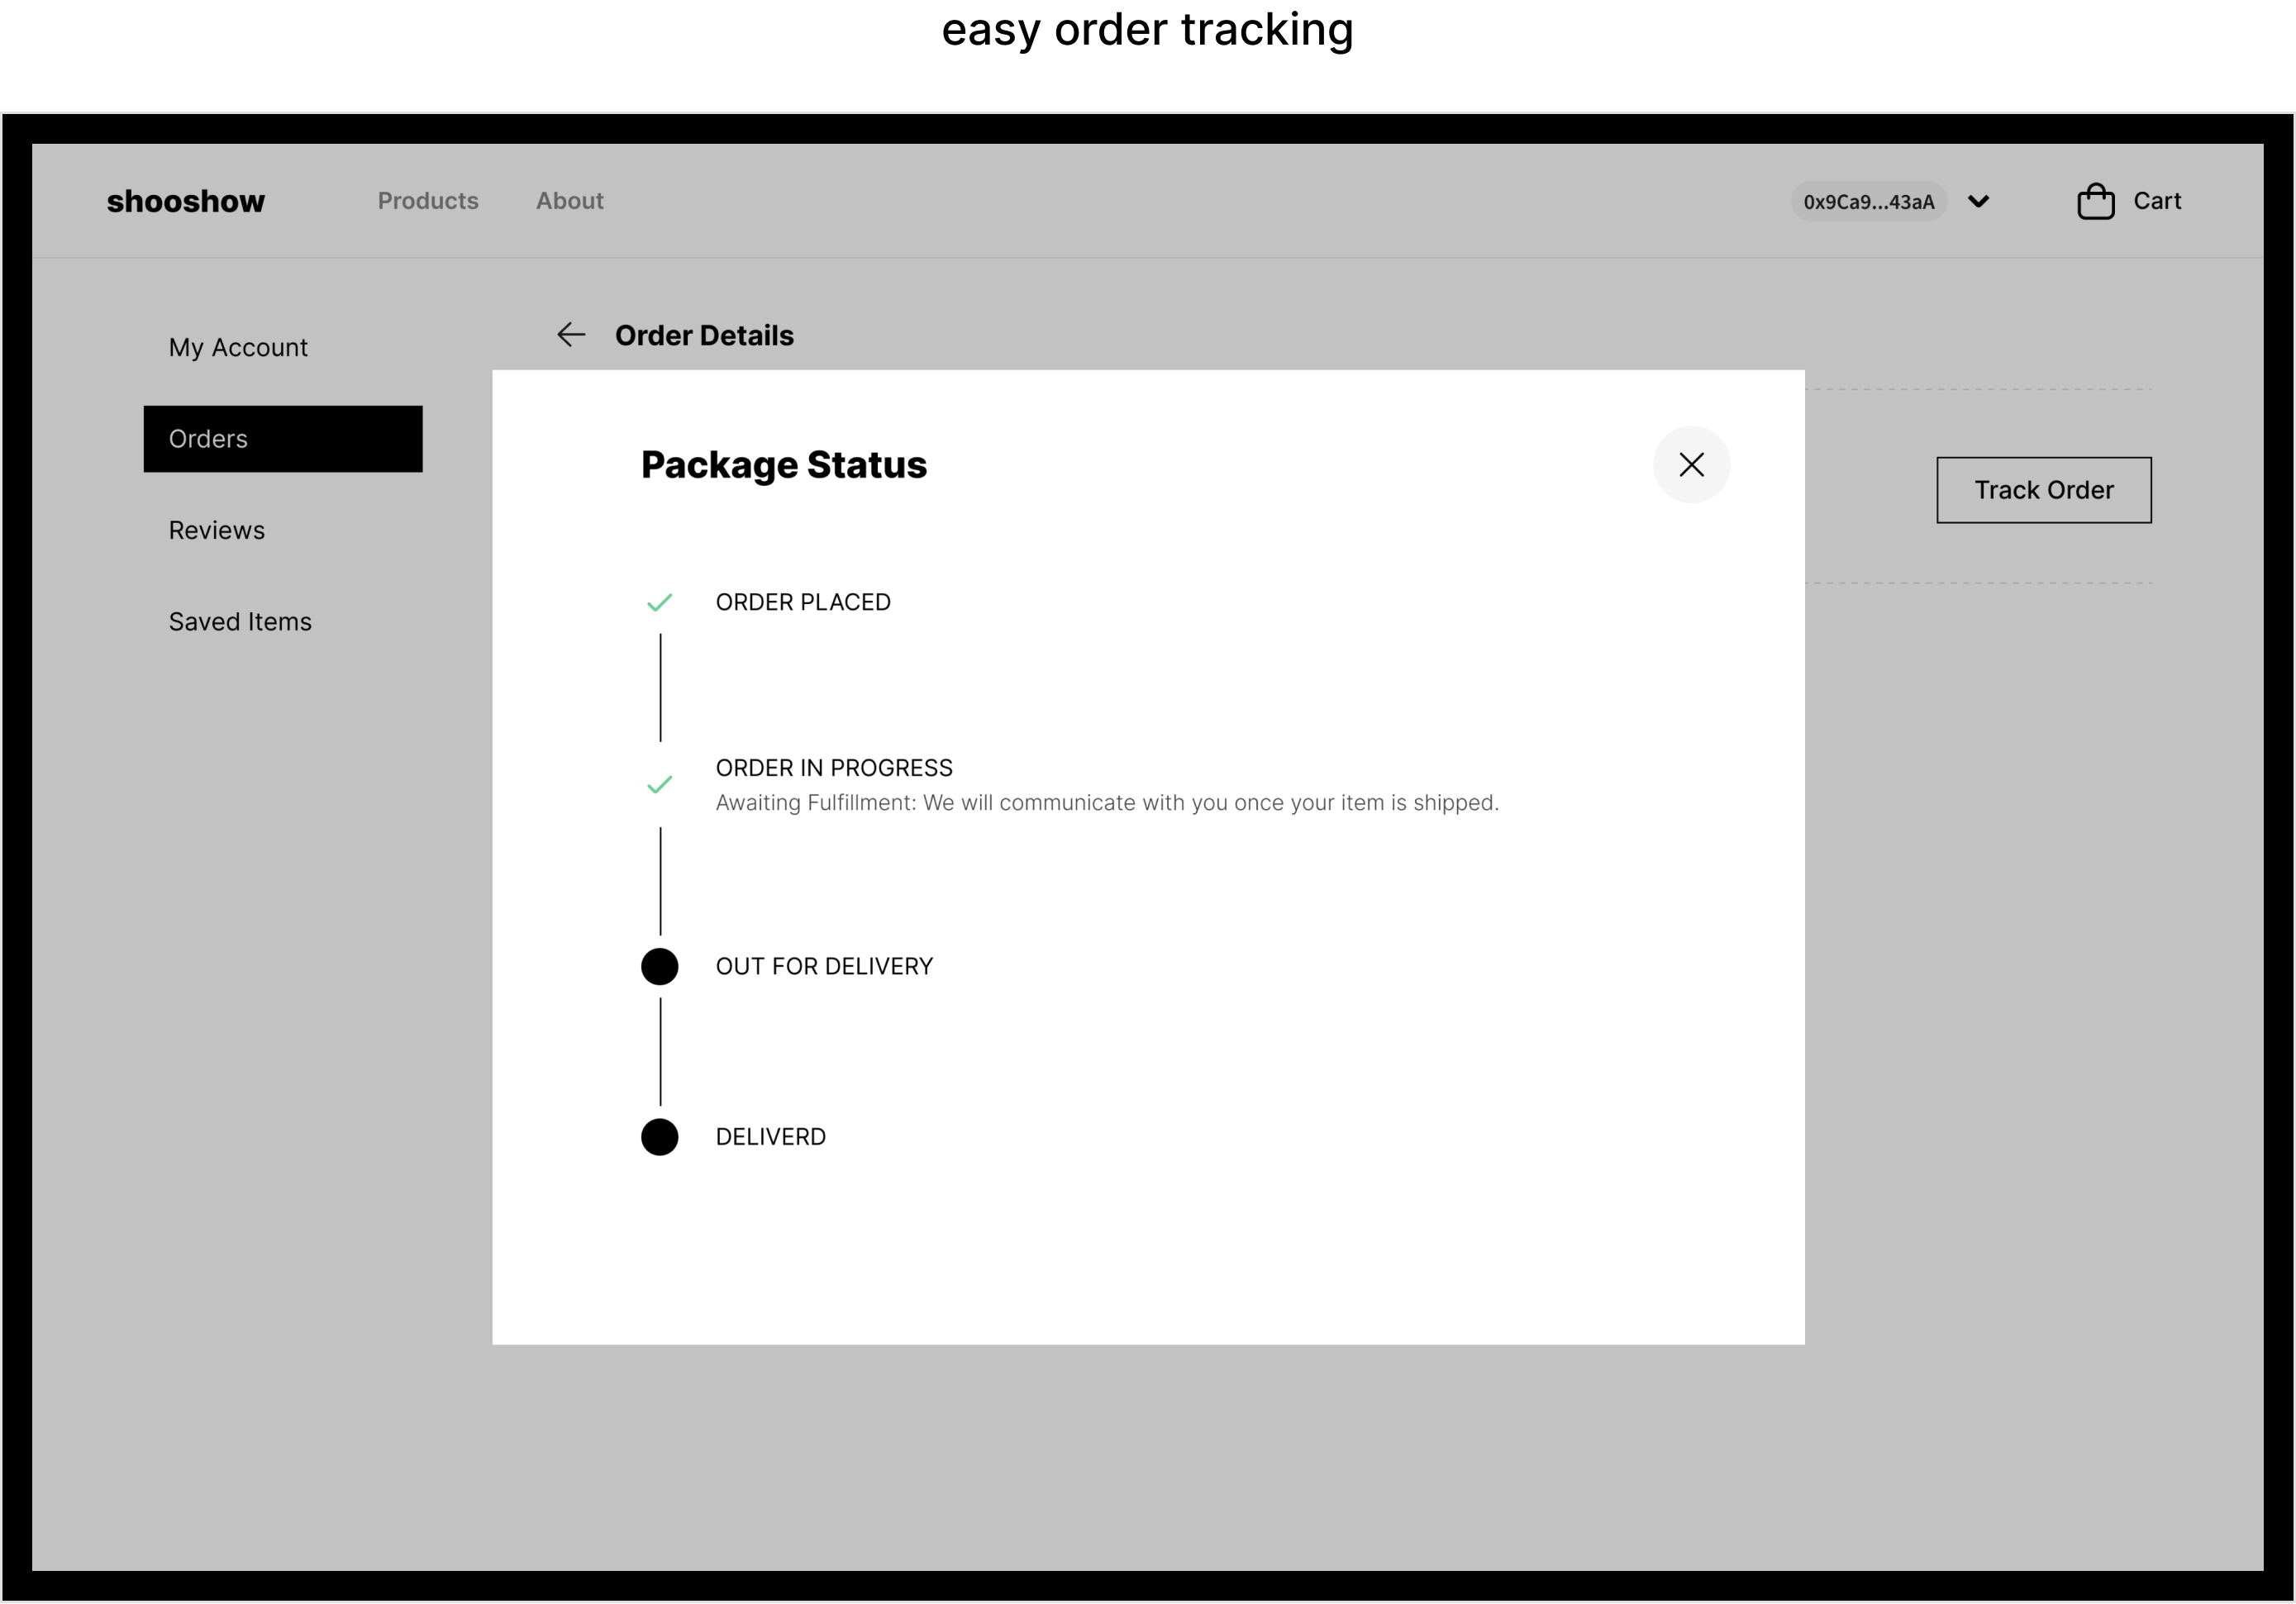 easy order tracking
shooshow
Products
About
0x9Ca9...43aA
Cart
My Account
Orders
Reviews
Saved Items
Order Details
Track Order
Package Status
ORDER PLACED
ORDER IN PROGRESS
Awaiting Fulfillment: We will communicate with you once your item is shipped.
OUT FOR DELIVERY
DELIVERD